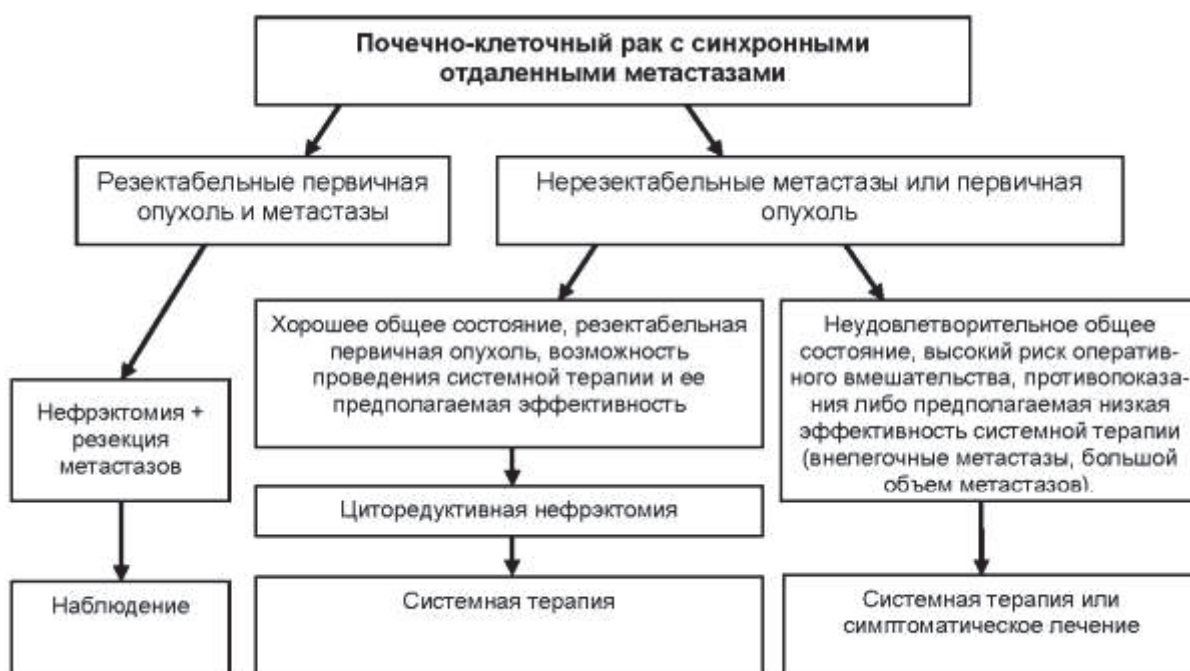 Почечно-клеточный рак с синхронными
отдаленными метастазами
Резектабельные первичная
опухоль и метастазы
Нерезектабельные метастазы или первичная
опухоль
Хорошее общее состояние, резектабельная
первичная опухоль, возможность
проведения системной терапии и ее
предполагаемая эффективность
Неудовлетворительное общее
состояние, высокий риск оператив-
ного вмешательства, противопоказа-
ния либо предполагаемая низкая
эффективность системной терапии
(внелегочные метастазы, большой
объем метастазов).
Нефрэктомия +
резекция
метастазов
Циторедуктивная нефрэктомия
Наблюдение
Системная терапия
Системная терапия или
симптоматическое лечение